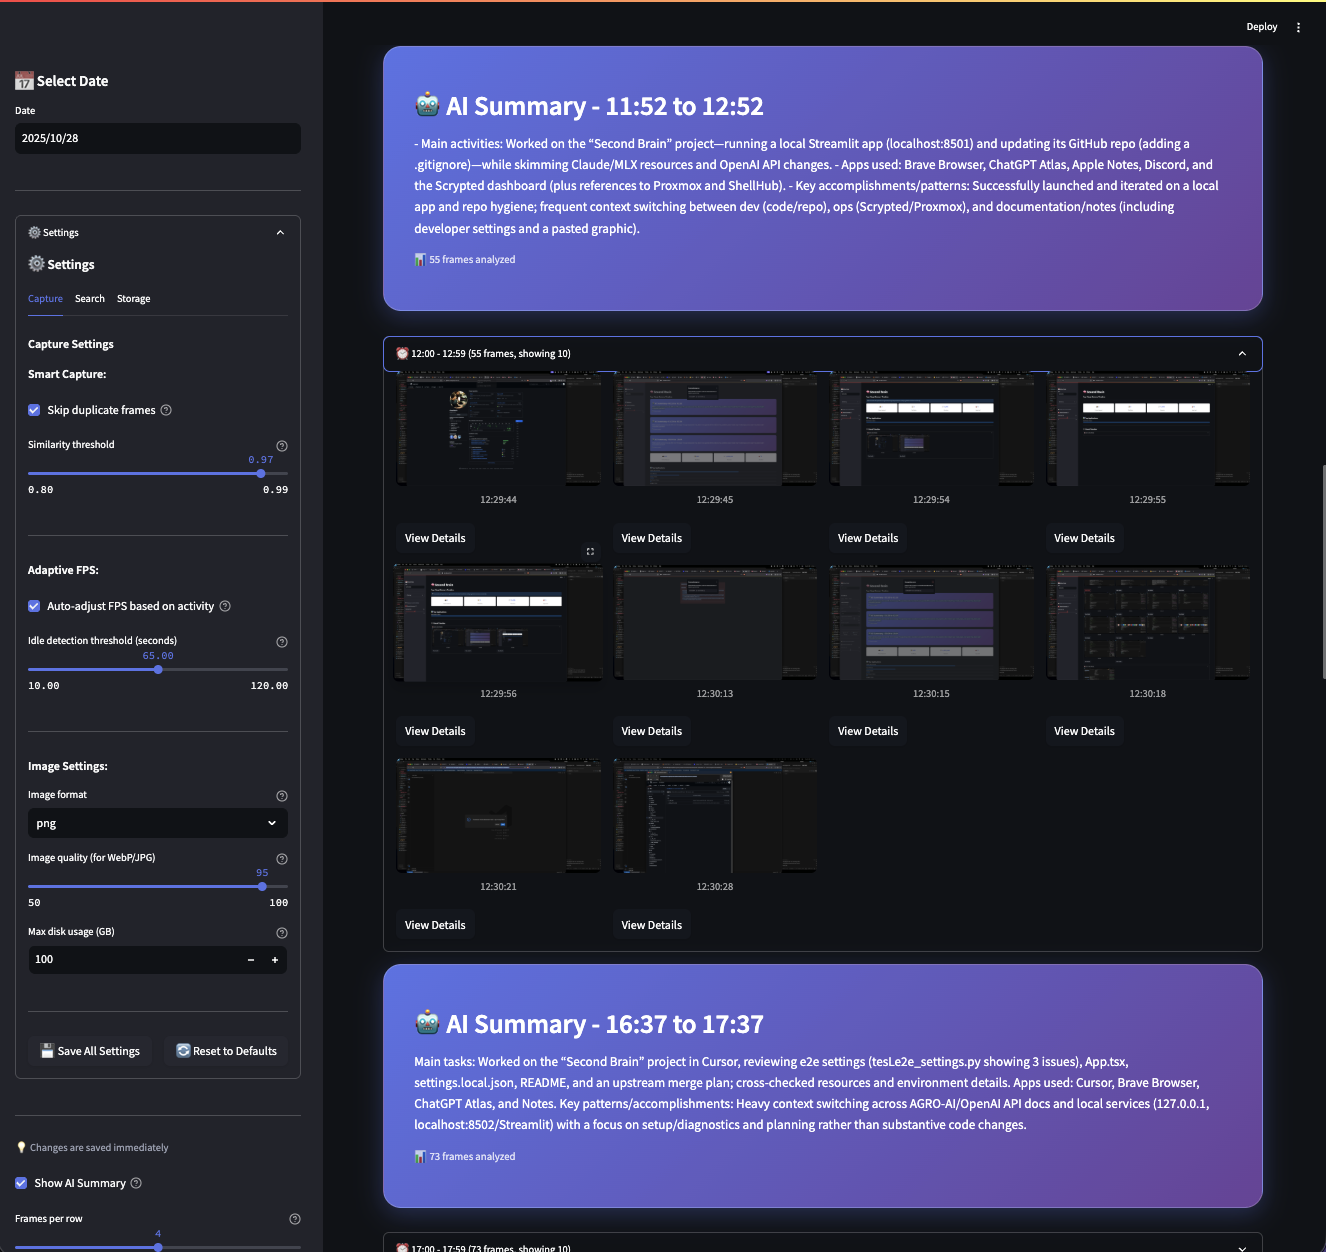 Deploy
17 Select Date
Date
2025/10/28
Settings
Settings
Capture Search Storage
Capture Settings
Smart Capture:
Skip duplicate frames
Similarity threshold
0.97
0.80 0.99
Adaptive FPS:
Auto-adjust FPS based on activity
Idle detection threshold (seconds)
65.00
10.00 120.00
Image Settings:
Image format
png
Image quality (for WebP/JPG)
95
50 100
Max disk usage (GB)
100 − +
Save All Settings Reset to Defaults
Changes are saved immediately
Show AI Summary
Frames per row
4
AI Summary - 11:52 to 12:52
- Main activities: Worked on the “Second Brain” project—running a local Streamlit app (localhost:8501) and updating its GitHub repo (adding a
.gitignore)—while skimming Claude/MLX resources and OpenAI API changes. - Apps used: Brave Browser, ChatGPT Atlas, Apple Notes, Discord, and
the Scrypted dashboard (plus references to Proxmox and ShellHub). - Key accomplishments/patterns: Successfully launched and iterated on a local
app and repo hygiene; frequent context switching between dev (code/repo), ops (Scrypted/Proxmox), and documentation/notes (including
developer settings and a pasted graphic).
55 frames analyzed
12:00 - 12:59 (55 frames, showing 10)
12:29:44 12:29:45 12:29:54 12:29:55
View Details View Details View Details View Details
12:29:56 12:30:13 12:30:15 12:30:18
View Details View Details View Details View Details
12:30:21 12:30:28
View Details View Details
AI Summary - 16:37 to 17:37
Main tasks: Worked on the “Second Brain” project in Cursor, reviewing e2e settings (tesLe2e_settings.py showing 3 issues), App.tsx,
settings.local.json, README, and an upstream merge plan; cross-checked resources and environment details. Apps used: Cursor, Brave Browser,
ChatGPT Atlas, and Notes. Key patterns/accomplishments: Heavy context switching across AGRO-AI/OpenAI API docs and local services (127.0.0.1,
localhost:8502/Streamlit) with a focus on setup/diagnostics and planning rather than substantive code changes.
73 frames analyzed
17:00 - 17:59 (73 frames, showing 10)